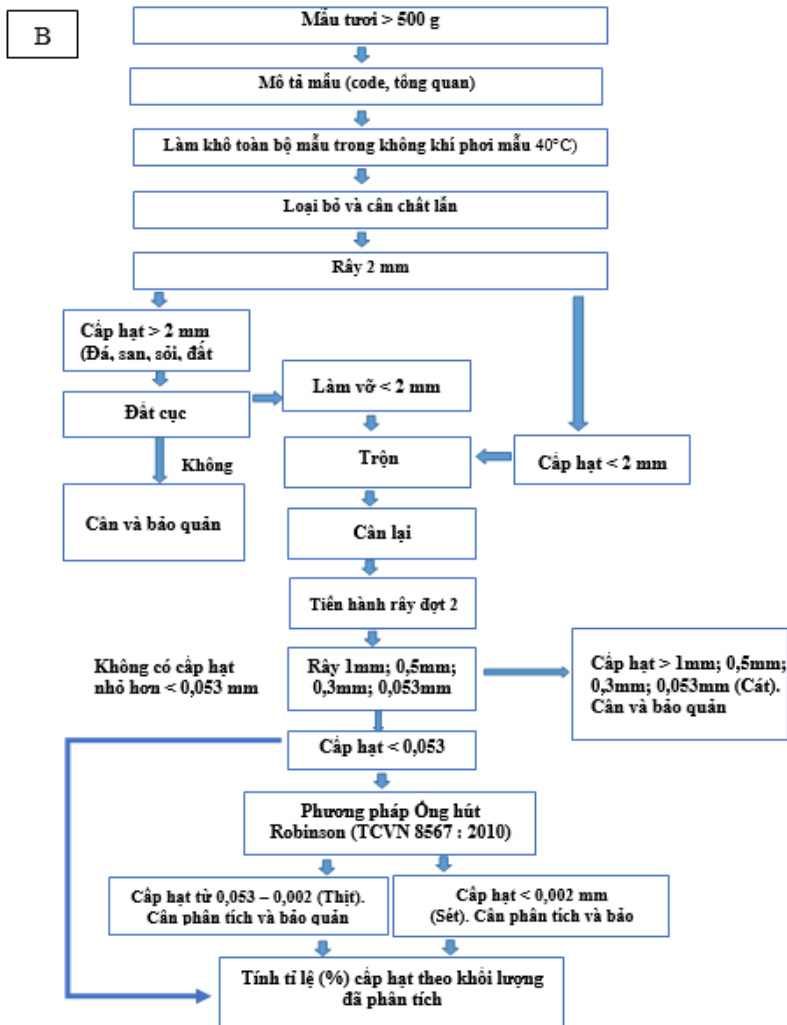 B
Mẫu tươi > 500 g
Mô tả mẫu (code, tổng quan)
Làm khô toàn bộ mẫu trong không khí phơi mẫu 40°C)
Loại bỏ và cân chất lẫn
Rây 2 mm
Cấp hạt > 2 mm
(Đá, san, sỏi, đất
Làm vỡ < 2 mm
Đất cục
Không
Trộn
Cấp hạt < 2 mm
Cân và bảo quản
Cân lại
Tiến hành rây đợt 2
Không có cấp hạt
nhỏ hơn < 0,053 mm
Rây 1mm; 0,5mm;
0,3mm; 0,053mm
Cấp hạt > 1mm; 0,5mm;
0,3mm; 0,053mm (Cát).
Cân và bảo quản
Cấp hạt < 0,053
Phương pháp Ống hút
Robinson (TCVN 8567 : 2010)
Cấp hạt từ 0,053 – 0,002 (Thịt).
Cân phân tích và bảo quản
Cấp hạt < 0,002 mm
(Sét). Cân phân tích và bảo
Tính tỉ lệ (%) cấp hạt theo khối lượng
đã phân tích